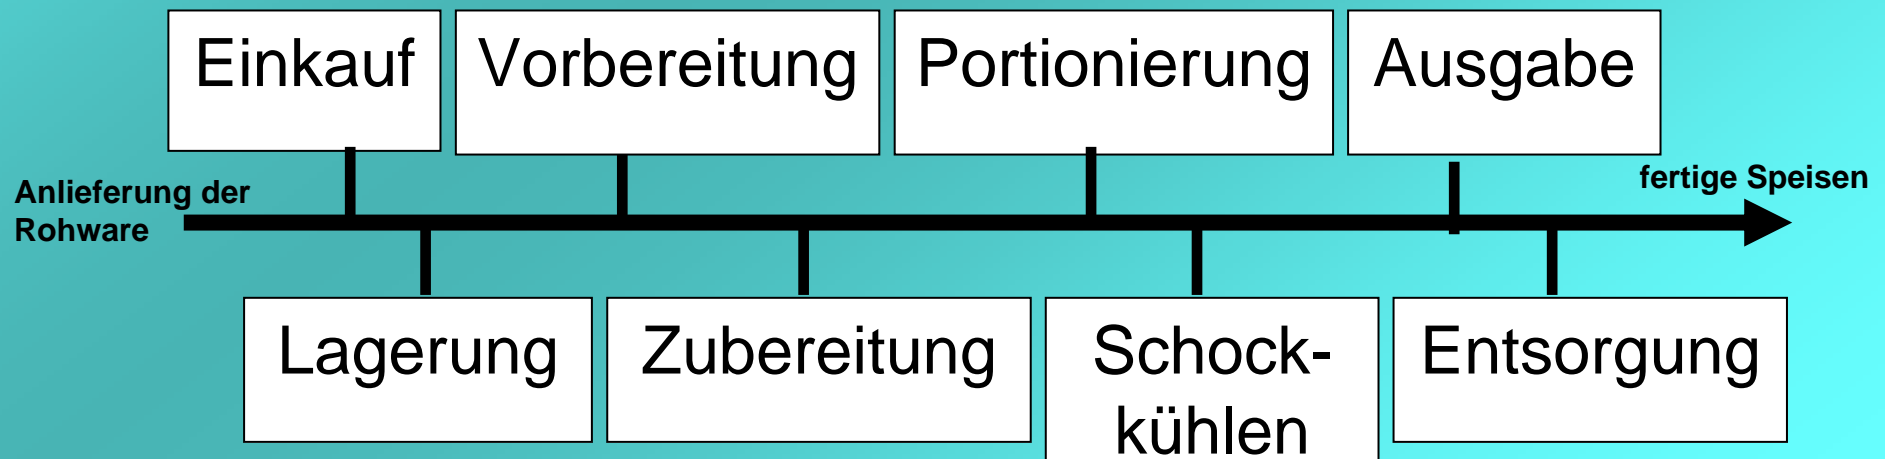 Einkauf
Vorbereitung
Portionierung
Ausgabe
Anlieferung der
Rohware
fertige Speisen
Lagerung
Zubereitung
Schock-
kühlen
Entsorgung